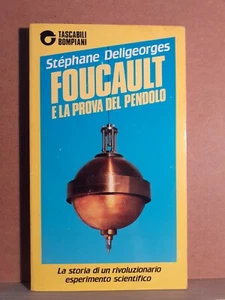 TASCABILI
BOMPIANI
Stéphane Deligeorges
FOUCAULT
E LA PROVA DEL PENDOLO
La storia di un rivoluzionario
esperimento scientifico